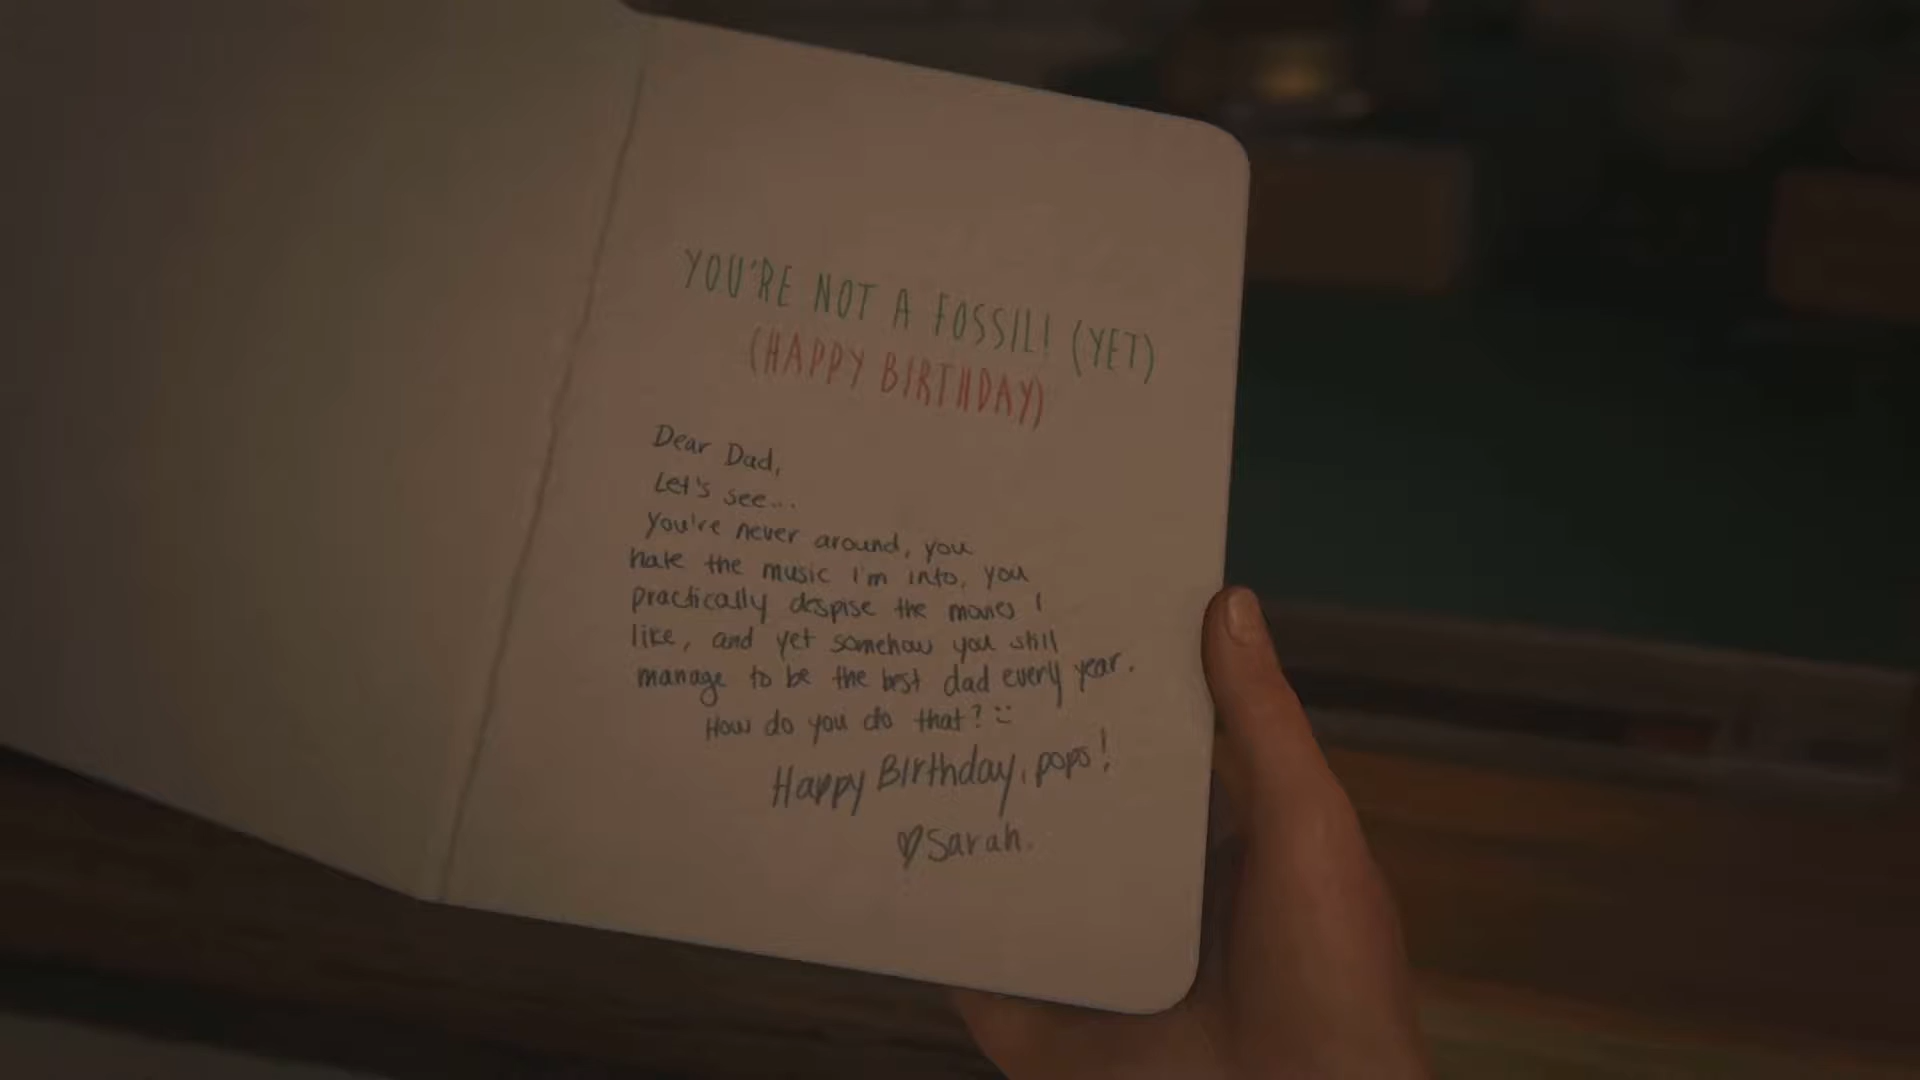 YOU'RE NOT A FOSSIL! (YET)
(HAPPY BIRTHDAY)
Dear Dad,
Let's see...
You're never around, you
hate the music I'm into, you
practically despise the movies I
like, and yet somehow you still
manage to be the best dad every year.
How do you do that? :)
Happy Birthday, pops!
♡Sarah.